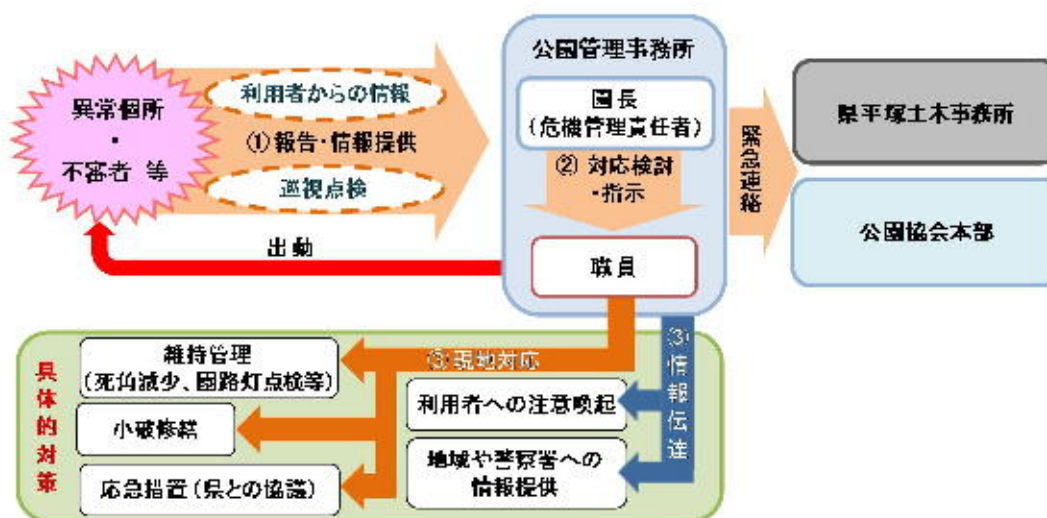 異常個所
・
不審者 等
利用者からの情報
①報告・情報提供
巡視点検
出動
公園管理事務所
園長
(危機管理責任者)
② 対応検討
・指示
職員
緊急連絡
県平塚土木事務所
公園協会本部
具体的対策
維持管理
(死角減少、園路灯点検等)
小破修繕
応急措置(県との協議)
③現地対応
利用者への注意喚起
地域や警察署への
情報提供
③情報伝達